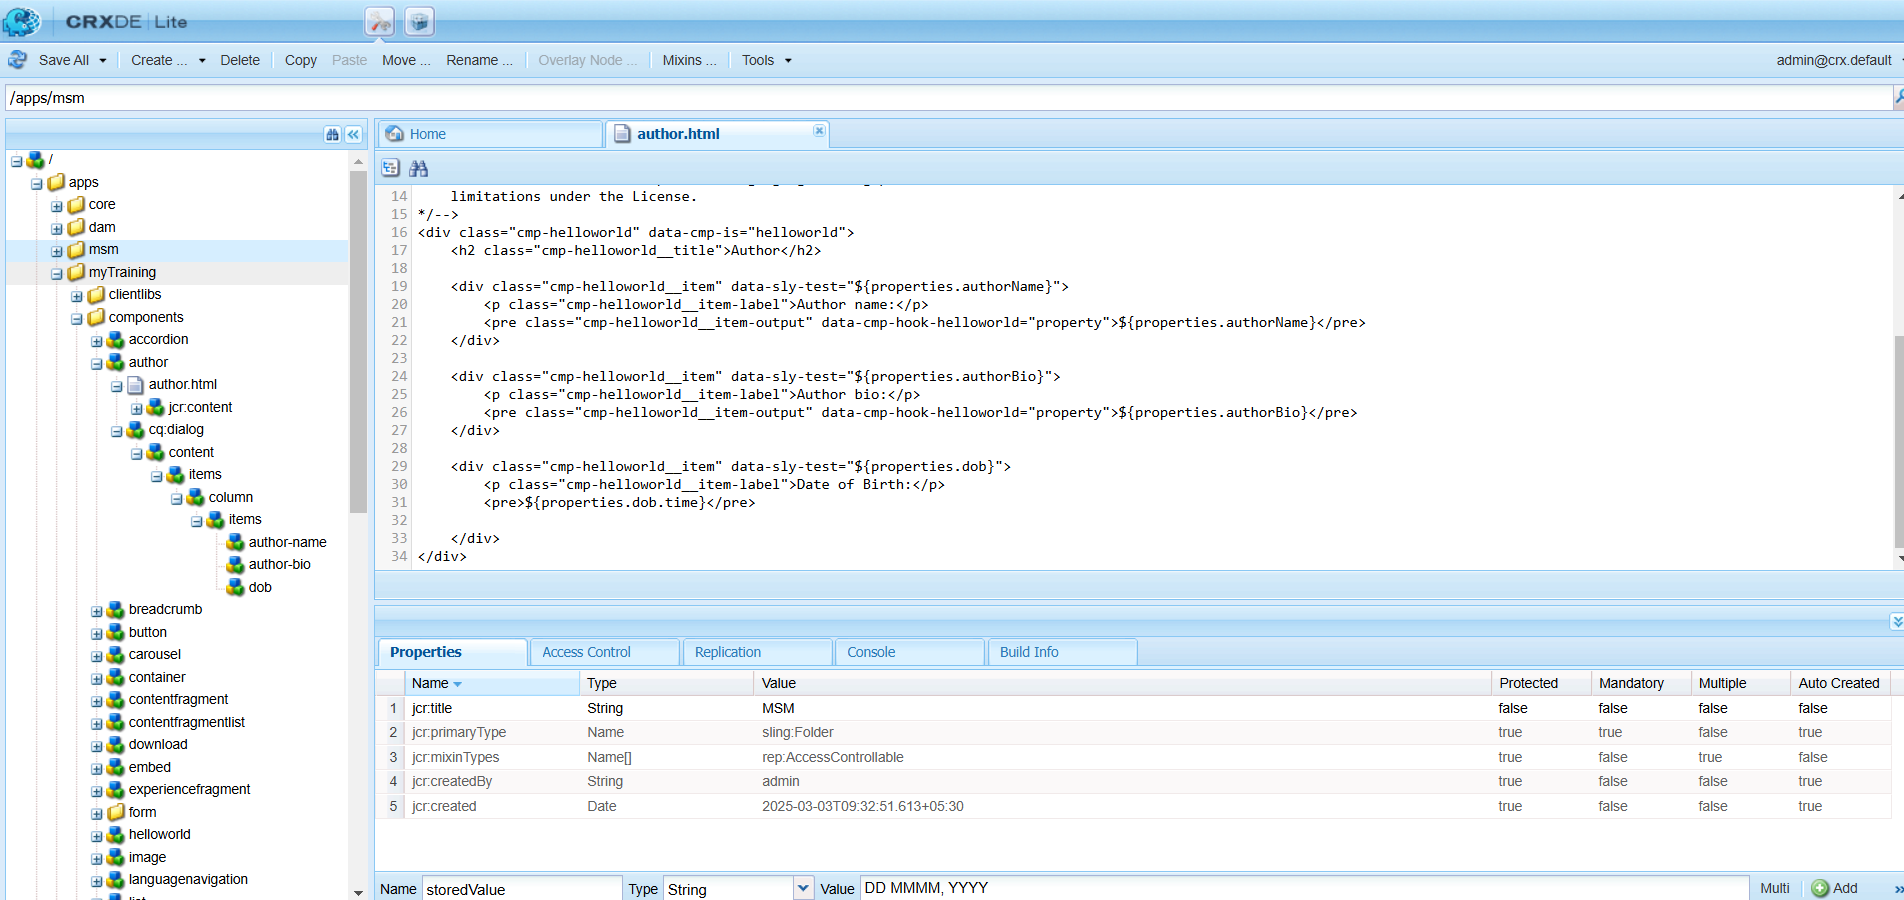 CRXDE | Lite
Save All Create ... Delete Copy Paste Move ... Rename ... Overlay Node ... Mixins ... Tools admin@crx.default
/apps/msm
Home author.html
/
apps
core
dam
msm
myTraining
clientlibs
components
accordion
author
author.html
jcr:content
cq:dialog
content
items
column
items
author-name
author-bio
dob
breadcrumb
button
carousel
container
contentfragment
contentfragmentlist
download
embed
experiencefragment
form
helloworld
image
languagenavigation
14     limitations under the License.
15 */-->
16 <div class="cmp-helloworld" data-cmp-is="helloworld">
17     <h2 class="cmp-helloworld__title">Author</h2>
18
19     <div class="cmp-helloworld__item" data-sly-test="${properties.authorName}">
20         <p class="cmp-helloworld__item-label">Author name:</p>
21         <pre class="cmp-helloworld__item-output" data-cmp-hook-helloworld="property">${properties.authorName}</pre>
22     </div>
23
24     <div class="cmp-helloworld__item" data-sly-test="${properties.authorBio}">
25         <p class="cmp-helloworld__item-label">Author bio:</p>
26         <pre class="cmp-helloworld__item-output" data-cmp-hook-helloworld="property">${properties.authorBio}</pre>
27     </div>
28
29     <div class="cmp-helloworld__item" data-sly-test="${properties.dob}">
30         <p class="cmp-helloworld__item-label">Date of Birth:</p>
31         <pre>${properties.dob.time}</pre>
32
33     </div>
34 </div>
Properties Access Control Replication Console Build Info
Name Type Value Protected Mandatory Multiple Auto Created
1 jcr:title String MSM false false false false
2 jcr:primaryType Name sling:Folder true true false true
3 jcr:mixinTypes Name[] rep:AccessControllable true false true false
4 jcr:createdBy String admin true false false true
5 jcr:created Date 2025-03-03T09:32:51.613+05:30 true false false true
Name storedValue Type String Value DD MMMM, YYYY Multi Add